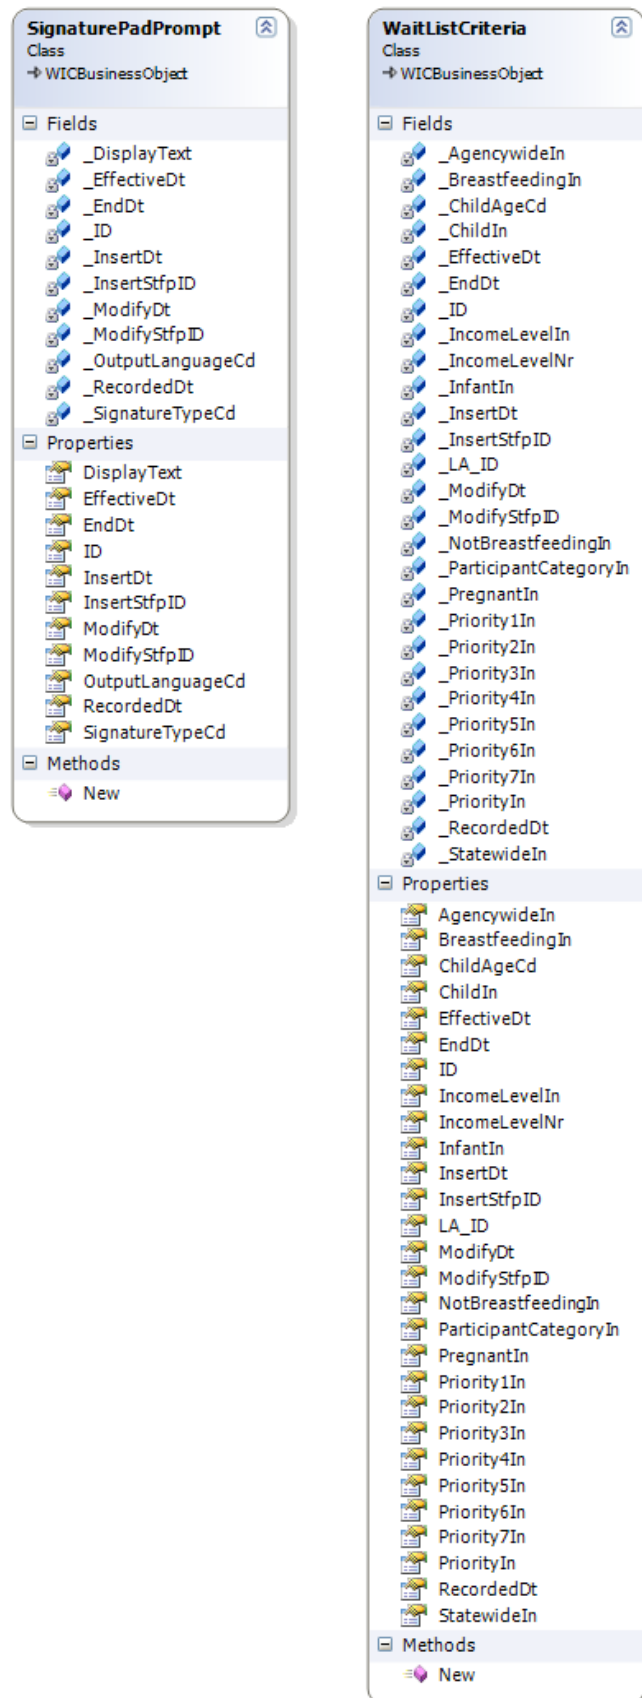 SignaturePadPrompt
Class
WICBusinessObject
Fields
_DisplayText
_EffectiveDt
_EndDt
_ID
_InsertDt
_InsertStfpID
_ModifyDt
_ModifyStfpID
_OutputLanguageCd
_RecordedDt
_SignatureTypeCd
Properties
DisplayText
EffectiveDt
EndDt
ID
InsertDt
InsertStfpID
ModifyDt
ModifyStfpID
OutputLanguageCd
RecordedDt
SignatureTypeCd
Methods
New
WaitListCriteria
Class
WICBusinessObject
Fields
_AgencywideIn
_BreastfeedingIn
_ChildAgeCd
_ChildIn
_EffectiveDt
_EndDt
_ID
_IncomeLevelIn
_IncomeLevelNr
_InfantIn
_InsertDt
_InsertStfpID
_LA_ID
_ModifyDt
_ModifyStfpID
_NotBreastfeedingIn
_ParticipantCategoryIn
_PregnantIn
_Priority1In
_Priority2In
_Priority3In
_Priority4In
_Priority5In
_Priority6In
_Priority7In
_PriorityIn
_RecordedDt
_StatewideIn
Properties
AgencywideIn
BreastfeedingIn
ChildAgeCd
ChildIn
EffectiveDt
EndDt
ID
IncomeLevelIn
IncomeLevelNr
InfantIn
InsertDt
InsertStfpID
LA_ID
ModifyDt
ModifyStfpID
NotBreastfeedingIn
ParticipantCategoryIn
PregnantIn
Priority1In
Priority2In
Priority3In
Priority4In
Priority5In
Priority6In
Priority7In
PriorityIn
RecordedDt
StatewideIn
Methods
New